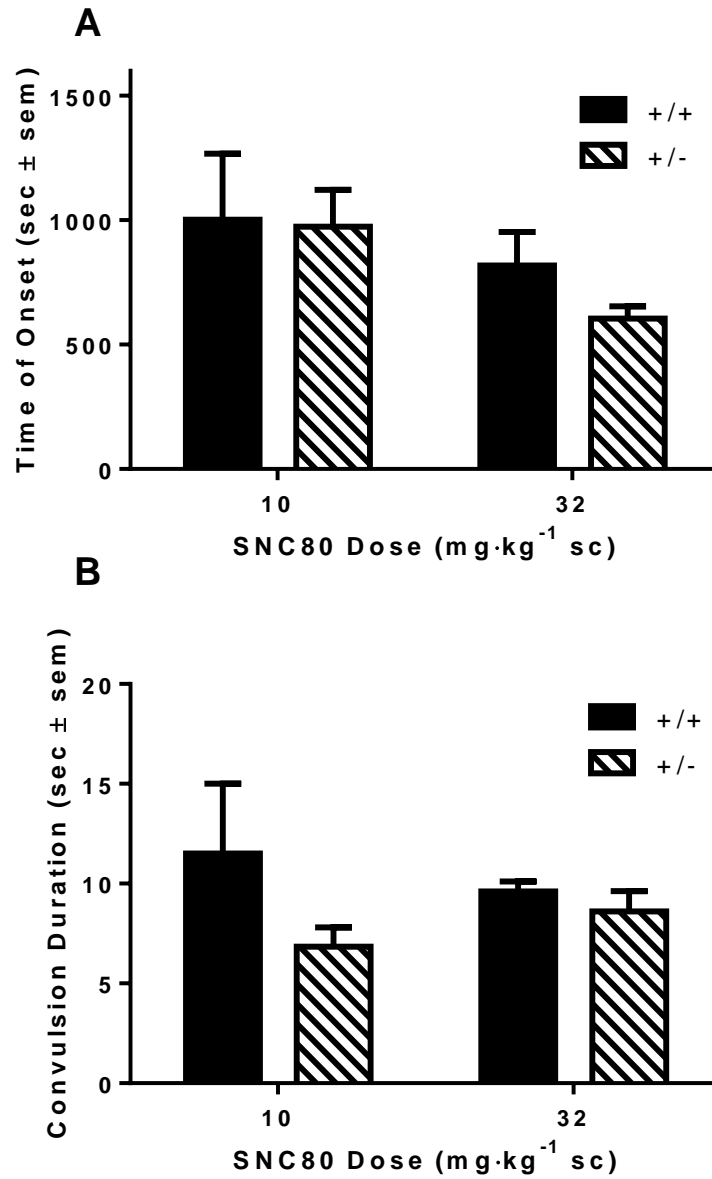 A
Time of Onset (sec ± sem)
1500
1000
500
0
+/+
+/-
10
32
SNC80 Dose (mg·kg⁻¹ sc)
B
Convulsion Duration (sec ± sem)
20
15
10
5
0
+/+
+/-
10
32
SNC80 Dose (mg·kg⁻¹ sc)